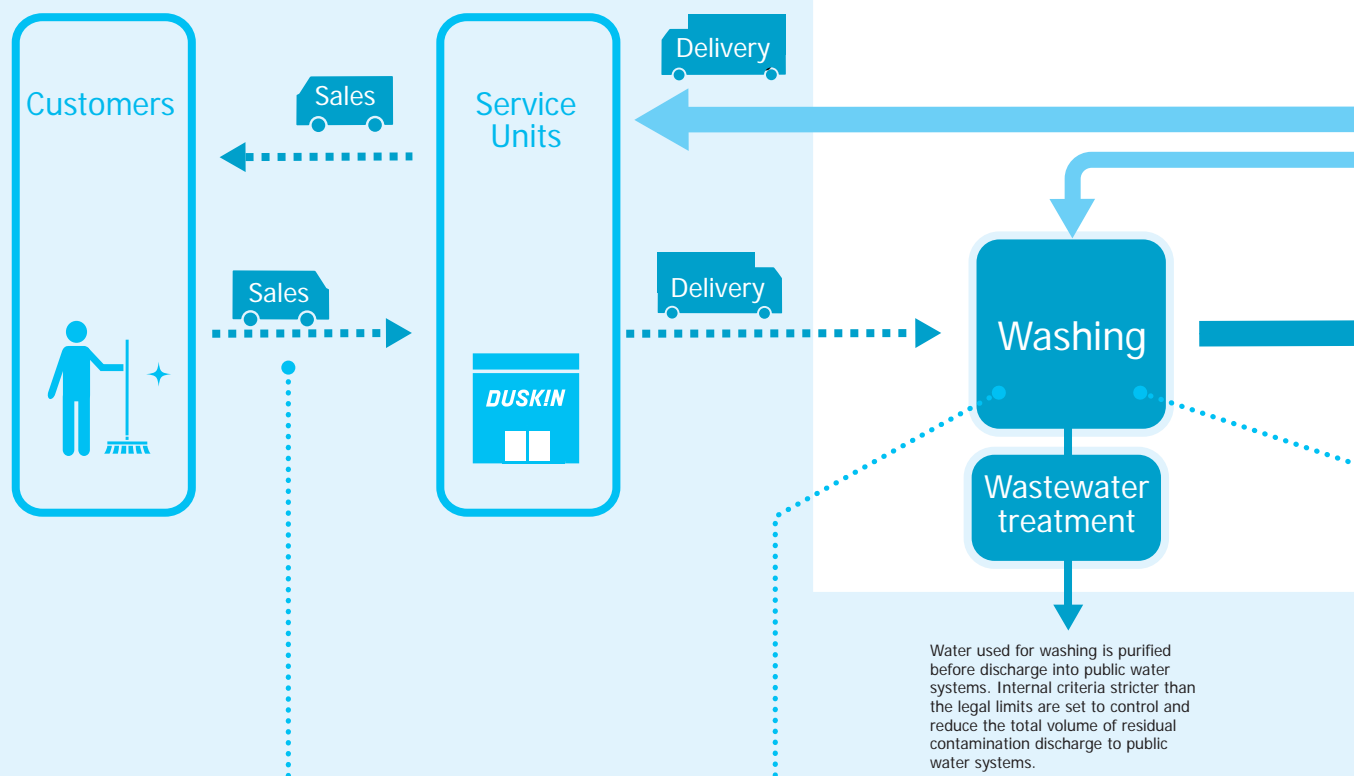 Delivery
Customers
Sales
Service
Units
Sales
Delivery
Washing
DUSKIN
Wastewater
treatment
Water used for washing is purified
before discharge into public water
systems. Internal criteria stricter than
the legal limits are set to control and
reduce the total volume of residual
contamination discharge to public
water systems.